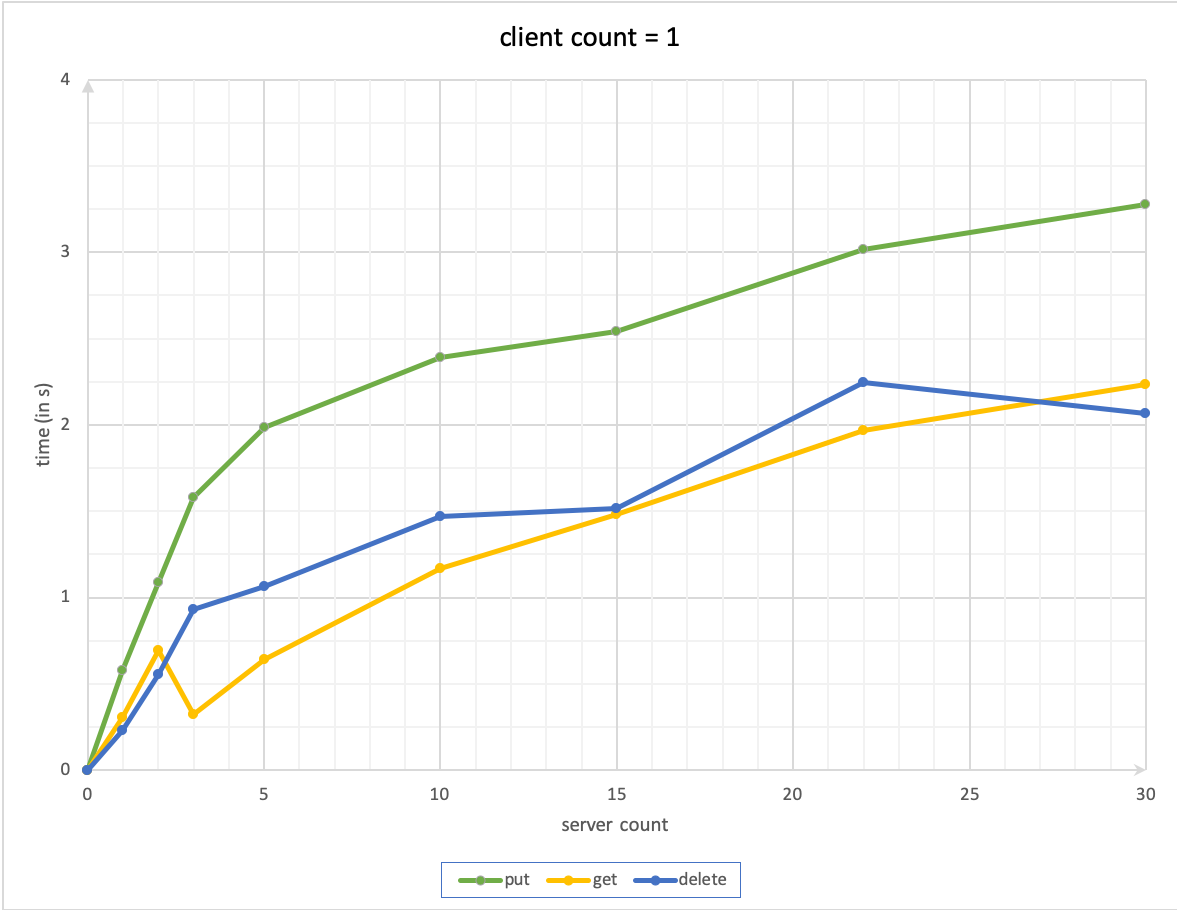 client count = 1
4
3
2
1
0
time (in s)
0 5 10 15 20 25 30
server count
put get delete